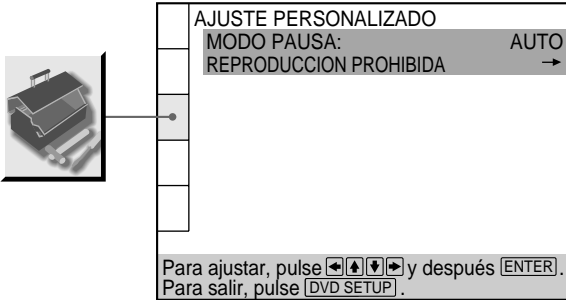 AJUSTE PERSONALIZADO
MODO PAUSA: AUTO
REPRODUCCION PROHIBIDA →
Para ajustar, pulse ←↑↓→ y después ENTER.
Para salir, pulse DVD SETUP.